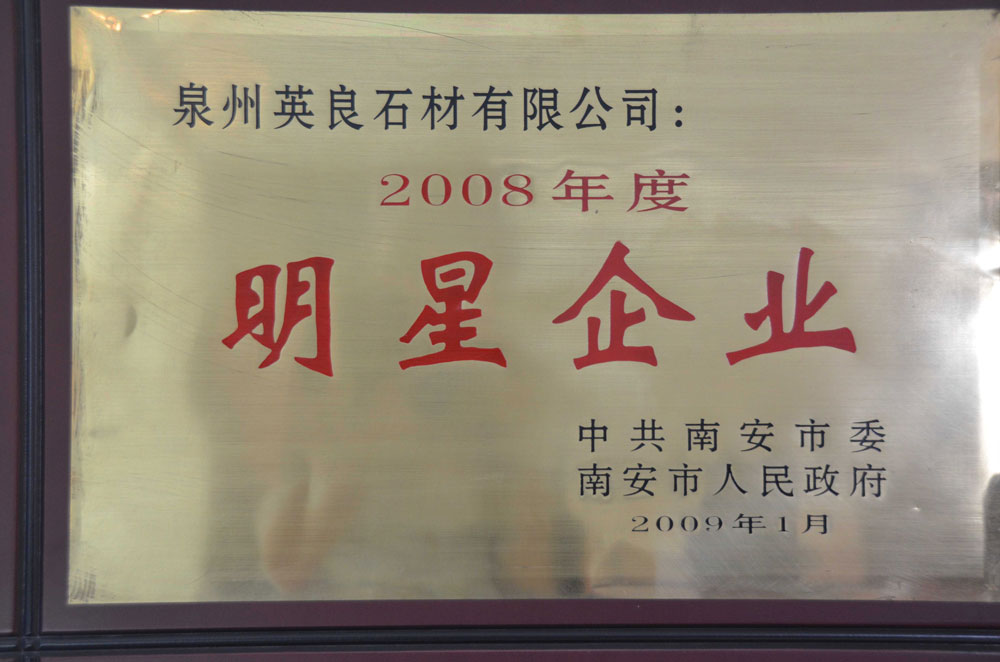 泉州英良石材有限公司：
2008年度
明星企业
中共南安市委
南安市人民政府
2009年1月